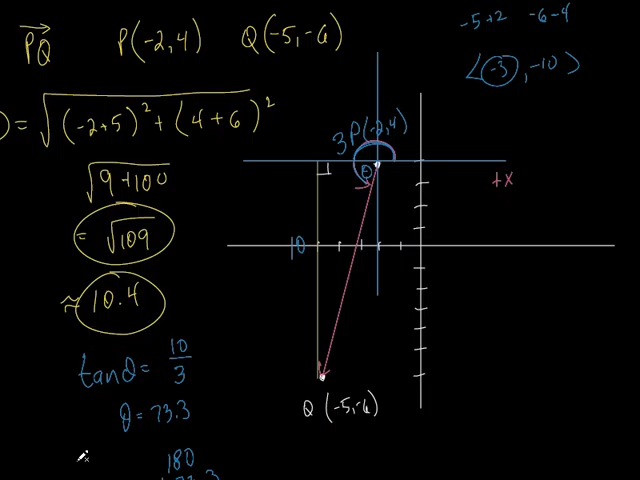 PQ P(-2,4) Q(-5,-6)
-5+2 -6-4
⟨-3, -10⟩
) = √(-2+5)² + (4+6)²
√9+100
= √109
≈ 10.4
tanθ = 10/3
θ = 73.3
180
3 P(-2,4)
θ
+x
10
Q (-5,-6)